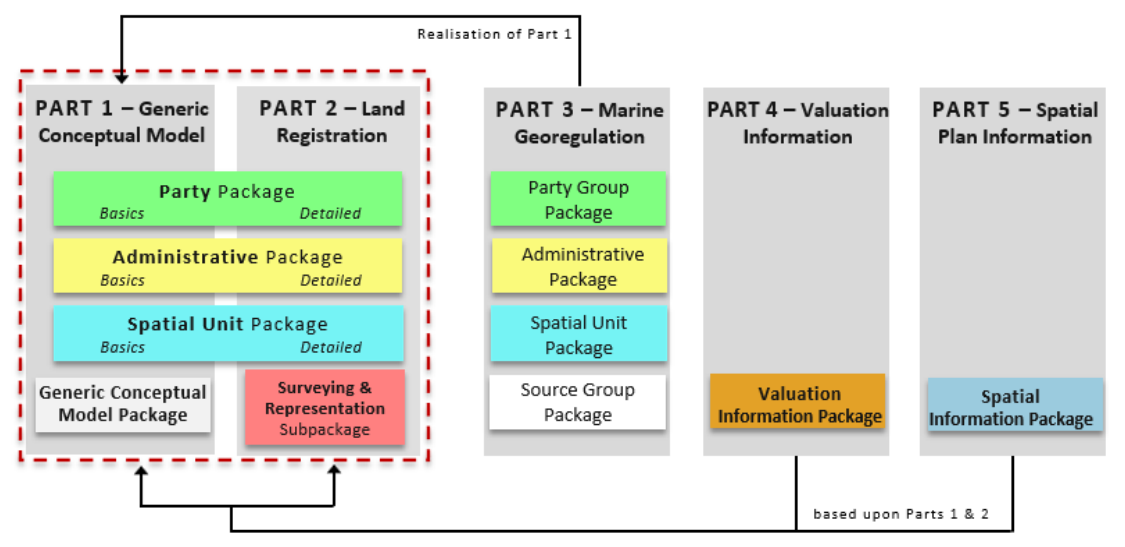 Realisation of Part 1
PART 1 – Generic
Conceptual Model
PART 2 – Land
Registration
Party Package
Basics Detailed
Administrative Package
Basics Detailed
Spatial Unit Package
Basics Detailed
Generic Conceptual
Model Package
Surveying &
Representation
Subpackage
PART 3 – Marine
Georegulation
Party Group
Package
Administrative
Package
Spatial Unit
Package
Source Group
Package
PART 4 – Valuation
Information
Valuation
Information Package
PART 5 – Spatial
Plan Information
Spatial
Information Package
based upon Parts 1 & 2